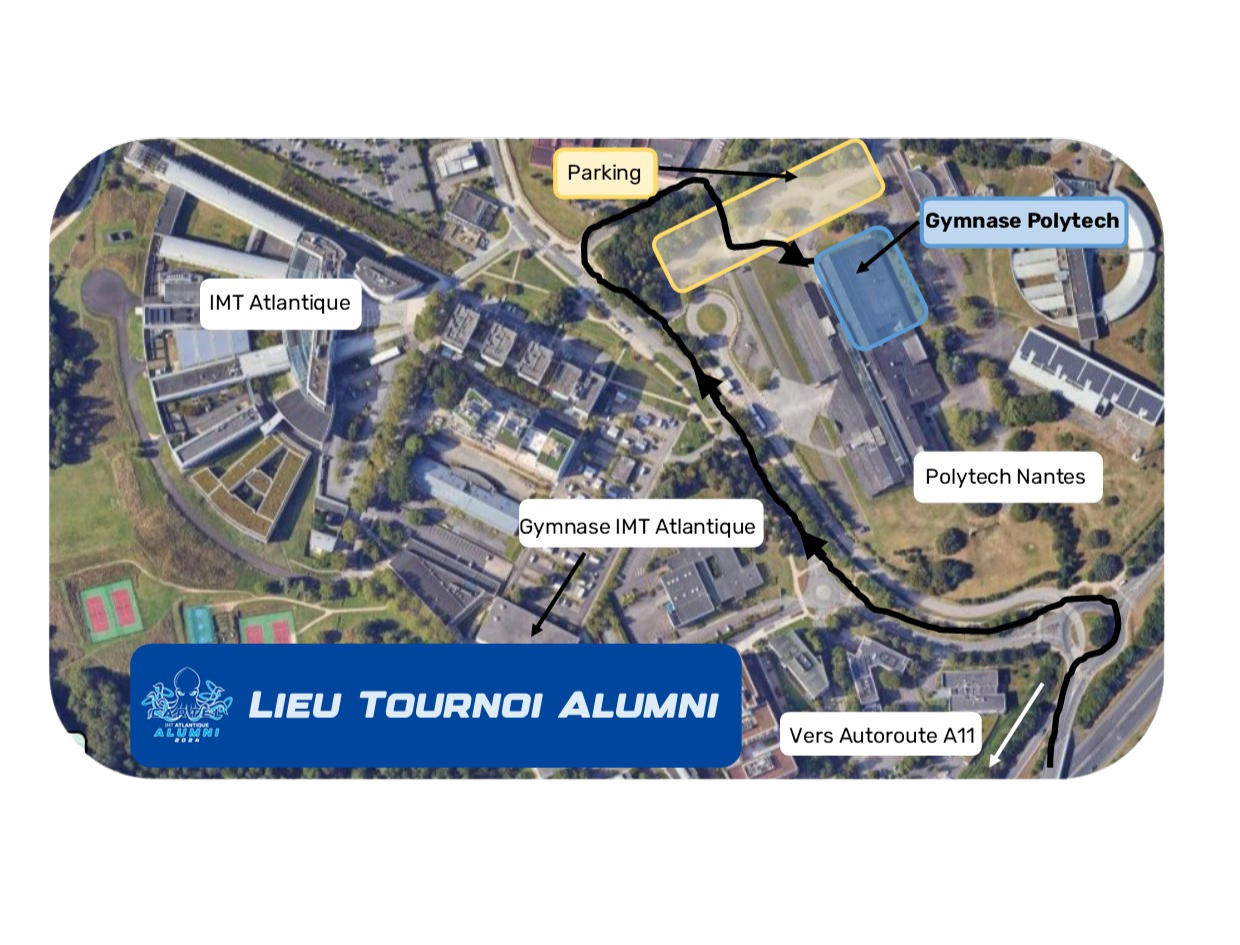 Parking
Gymnase Polytech
IMT Atlantique
Polytech Nantes
Gymnase IMT Atlantique
LIEU TOURNOI ALUMNI
IMT ATLANTIQUE
ALUMNI
2024
Vers Autoroute A11